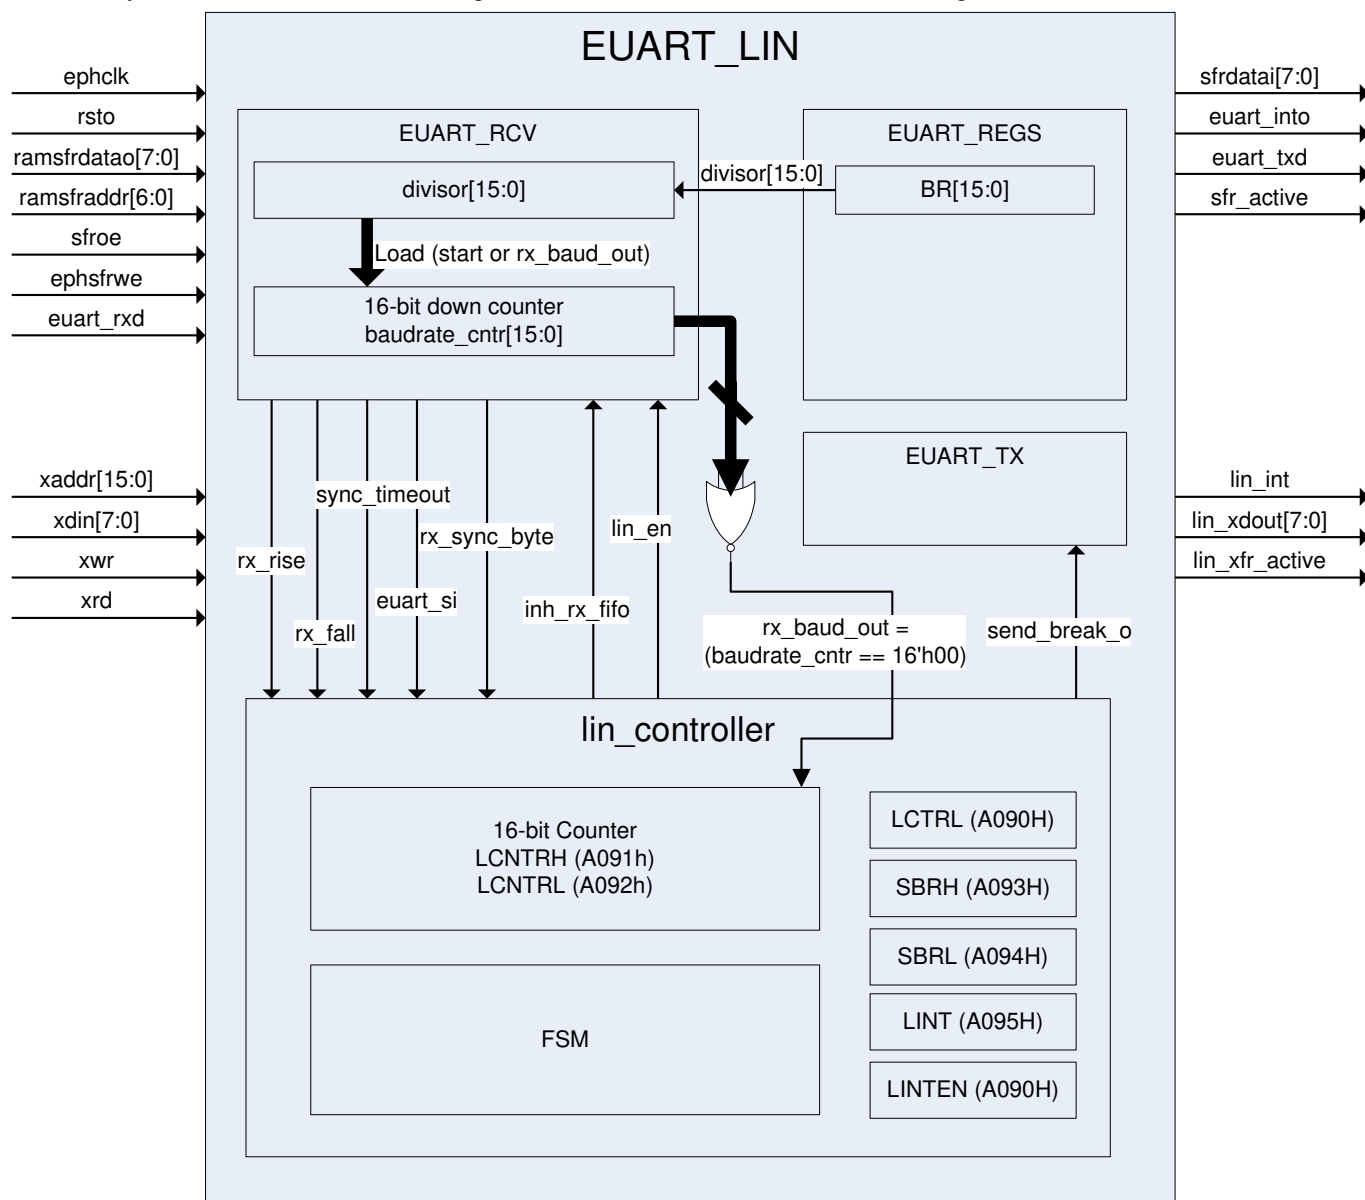 EUART_LIN
ephclk
rsto
ramsfrdatao[7:0]
ramsfraddr[6:0]
sfroe
ephsfrwe
euart_rxd
xaddr[15:0]
xdin[7:0]
xwr
xrd
EUART_RCV
divisor[15:0]
Load (start or rx_baud_out)
16-bit down counter
baudrate_cntr[15:0]
divisor[15:0]
EUART_REGS
BR[15:0]
EUART_TX
sfrdatai[7:0]
euart_into
euart_txd
sfr_active
lin_int
lin_xdout[7:0]
lin_xfr_active
rx_rise
rx_fall
sync_timeout
euart_si
rx_sync_byte
inh_rx_fifo
lin_en
rx_baud_out =
(baudrate_cntr == 16'h00)
send_break_o
lin_controller
16-bit Counter
LCNTRH (A091h)
LCNTRL (A092h)
FSM
LCTRL (A090H)
SBRH (A093H)
SBRL (A094H)
LINT (A095H)
LINTEN (A090H)